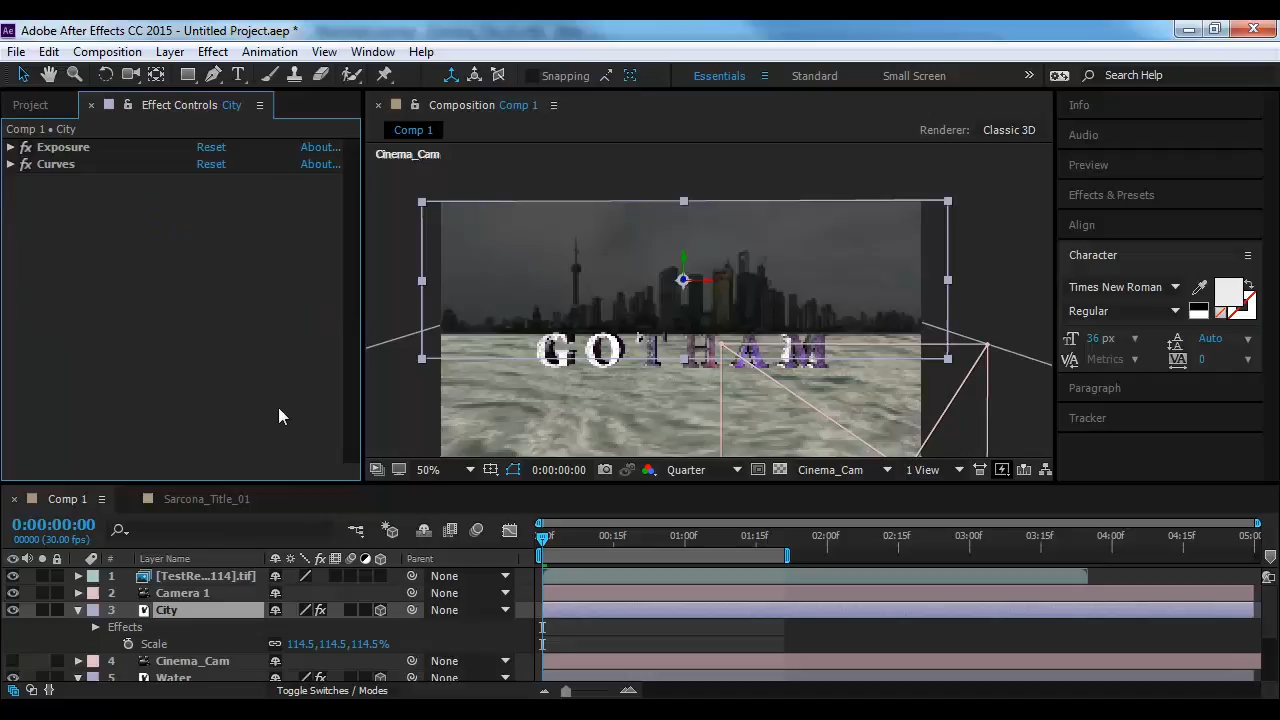 Ae Adobe After Effects CC 2015 - Untitled Project.aep *
File Edit Composition Layer Effect Animation View Window Help
T Snapping Essentials Standard Small Screen » Search Help
Project × Effect Controls City × Composition Comp 1 Info
Comp 1 • City Comp 1 Renderer: Classic 3D Audio
fx Exposure Reset About... Cinema_Cam Preview
fx Curves Reset About... Effects & Presets
Align
Character
Times New Roman
Regular
36 px Auto
Metrics 0
Paragraph
Tracker
GOTHAM
50% 0:00:00:00 Quarter Cinema_Cam 1 View
× Comp 1 Sarcona_Title_01
0:00:00:00
00000 (30.00 fps)
00:15f 01:00f 01:15f 02:00f 02:15f 03:00f 03:15f 04:00f 04:15f 05:00f
# Layer Name fx Parent
1 [TestRe...114].tif] None
2 Camera 1 None
3 City fx None
Effects
Scale 114.5,114.5,114.5%
4 Cinema_Cam None
5 Water None
Toggle Switches / Modes